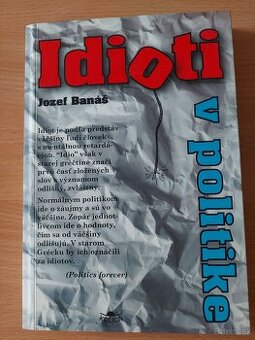 Idioti
v politike
Jozef Banáš
Idiot je podľa predstáv
väčšiny ľudí človek
s mentálnou retardá-
ciou. "Idio" však v
starej gréčtine značí
prvú časť zložených
slov s významom
odlišný, zvláštny.
Normálnym politikom
ide o záujmy a sú vo
väčšine. Zopár jednot-
livcom ide o hodnoty,
čím sa od väčšiny
odlišujú. V starom
Grécku by ich označili
za idiotov.
(Politics forever)